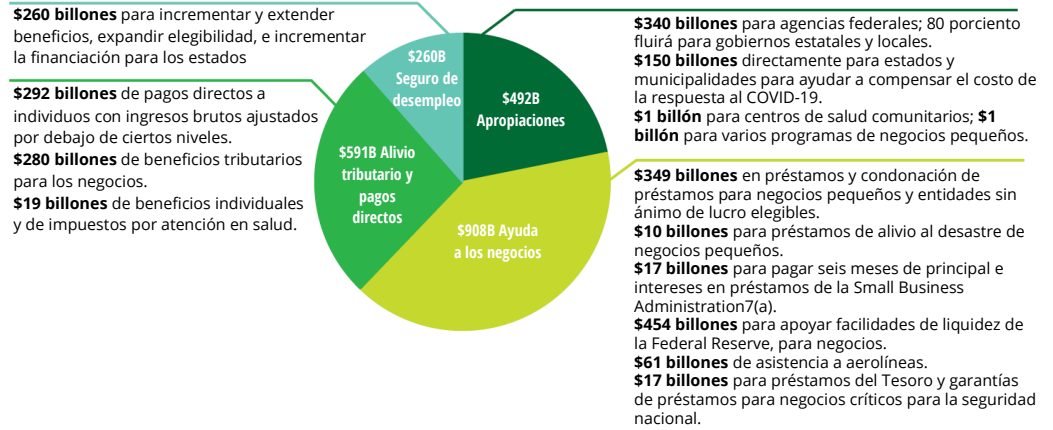 $260 billones para incrementar y extender
beneficios, expandir elegibilidad, e incrementar
la financiación para los estados
$292 billones de pagos directos a
individuos con ingresos brutos ajustados
por debajo de ciertos niveles.
$280 billones de beneficios tributarios
para los negocios.
$19 billones de beneficios individuales
y de impuestos por atención en salud.
$260B
Seguro de
desempleo
$492B
Apropiaciones
$591B Alivio
tributario y
pagos
directos
$908B Ayuda
a los negocios
$340 billones para agencias federales; 80 porciento
fluirá para gobiernos estatales y locales.
$150 billones directamente para estados y
municipalidades para ayudar a compensar el costo de
la respuesta al COVID-19.
$1 billón para centros de salud comunitarios; $1
billón para varios programas de negocios pequeños.
$349 billones en préstamos y condonación de
préstamos para negocios pequeños y entidades sin
ánimo de lucro elegibles.
$10 billones para préstamos de alivio al desastre de
negocios pequeños.
$17 billones para pagar seis meses de principal e
intereses en préstamos de la Small Business
Administration7(a).
$454 billones para apoyar facilidades de liquidez de
la Federal Reserve, para negocios.
$61 billones de asistencia a aerolíneas.
$17 billones para préstamos del Tesoro y garantías
de préstamos para negocios críticos para la seguridad
nacional.